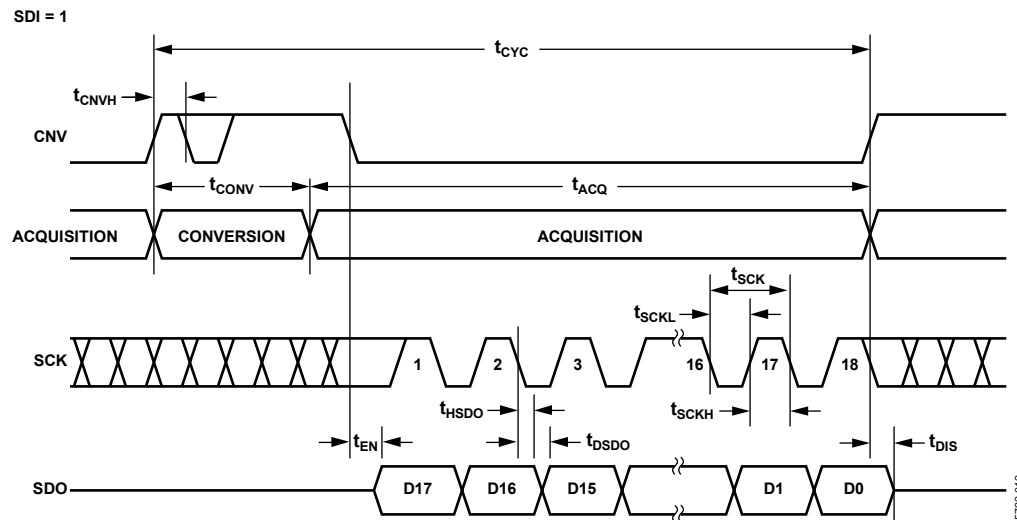 SDI = 1
tCYC
tCNVH
CNV
tCONV
tACQ
ACQUISITION
CONVERSION
ACQUISITION
tSCK
tSCKL
SCK
1
2
3
16
17
18
tHSDO
tSCKH
tEN
tDSDO
tDIS
SDO
D17
D16
D15
D1
D0